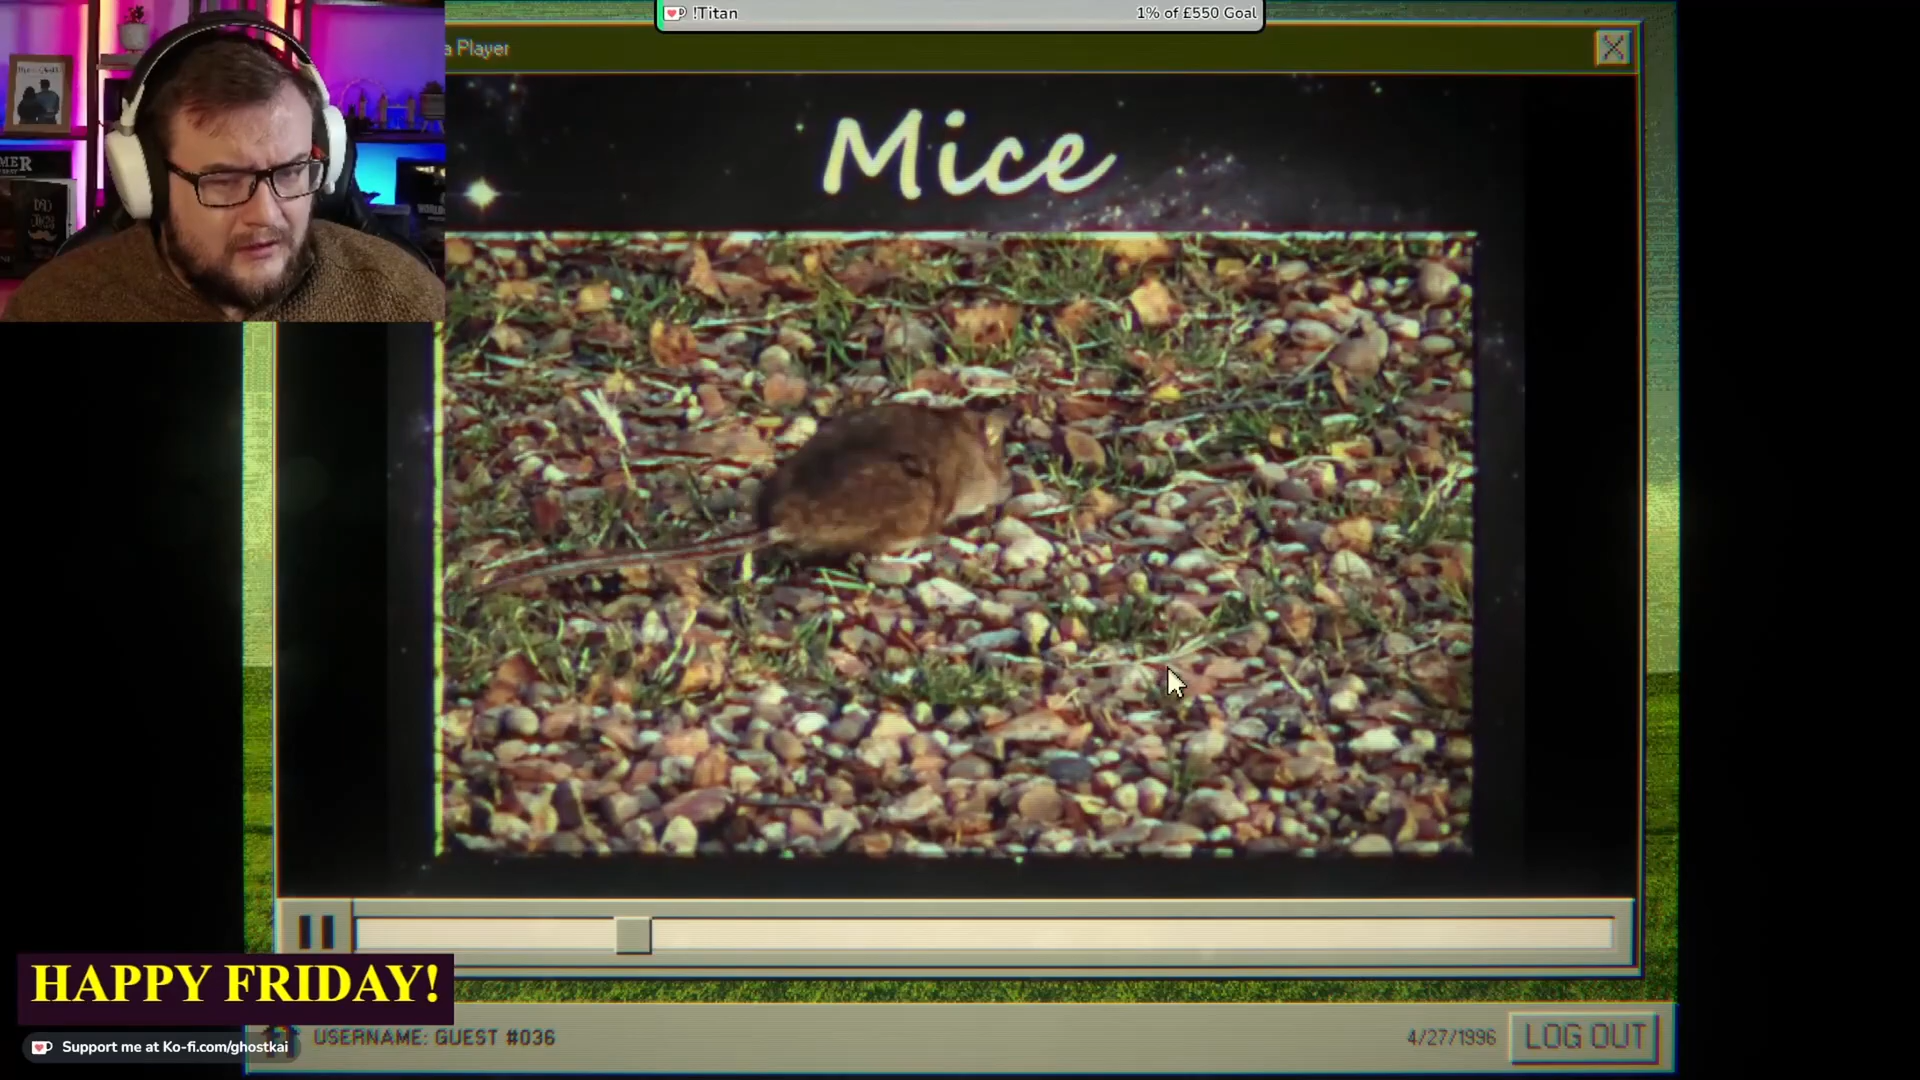 !Titan
1% of £550 Goal
a Player
Mice
HAPPY FRIDAY!
Support me at Ko-fi.com/ghostkai
USERNAME: GUEST #036
4/27/1996
LOG OUT